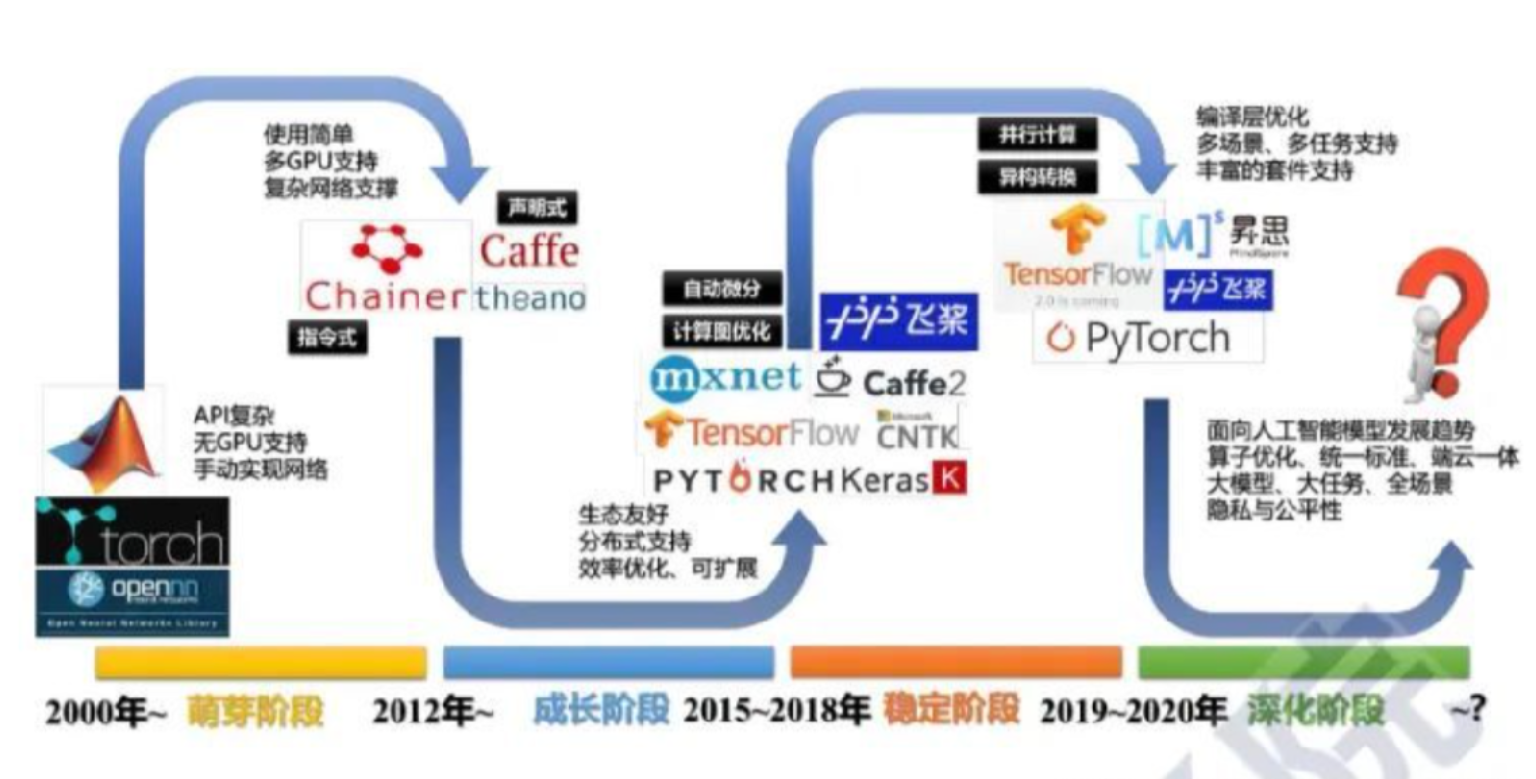 使用简单
多GPU支持
复杂网络支撑
声明式
Caffe
Chainer
theano
指令式
API复杂
无GPU支持
手动实现网络
torch
opennn
Open Neural Networks Library
自动微分
计算图优化
飞桨
mxnet
Caffe2
TensorFlow
Microsoft
CNTK
PYTORCH
Keras
K
生态友好
分布式支持
效率优化、可扩展
并行计算
异构转换
编译层优化
多场景、多任务支持
丰富的套件支持
TensorFlow
2.0 is coming
[M]s
昇思
MindSpore
飞桨
PyTorch
?
面向人工智能模型发展趋势
算子优化、统一标准、端云一体
大模型、大任务、全场景
隐私与公平性
2000年~ 萌芽阶段 2012年~ 成长阶段 2015~2018年 稳定阶段 2019~2020年 深化阶段 ~?
院